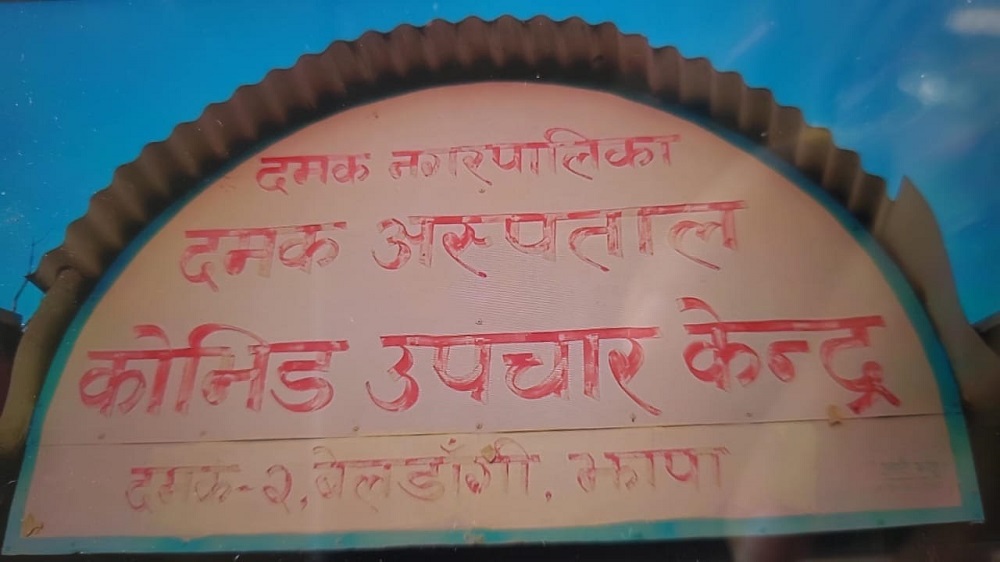 दमक नगरपालिका
दमक अस्पताल
कोभिड उपचार केन्द्र
दमक-२, बेलडाँगी, झापा